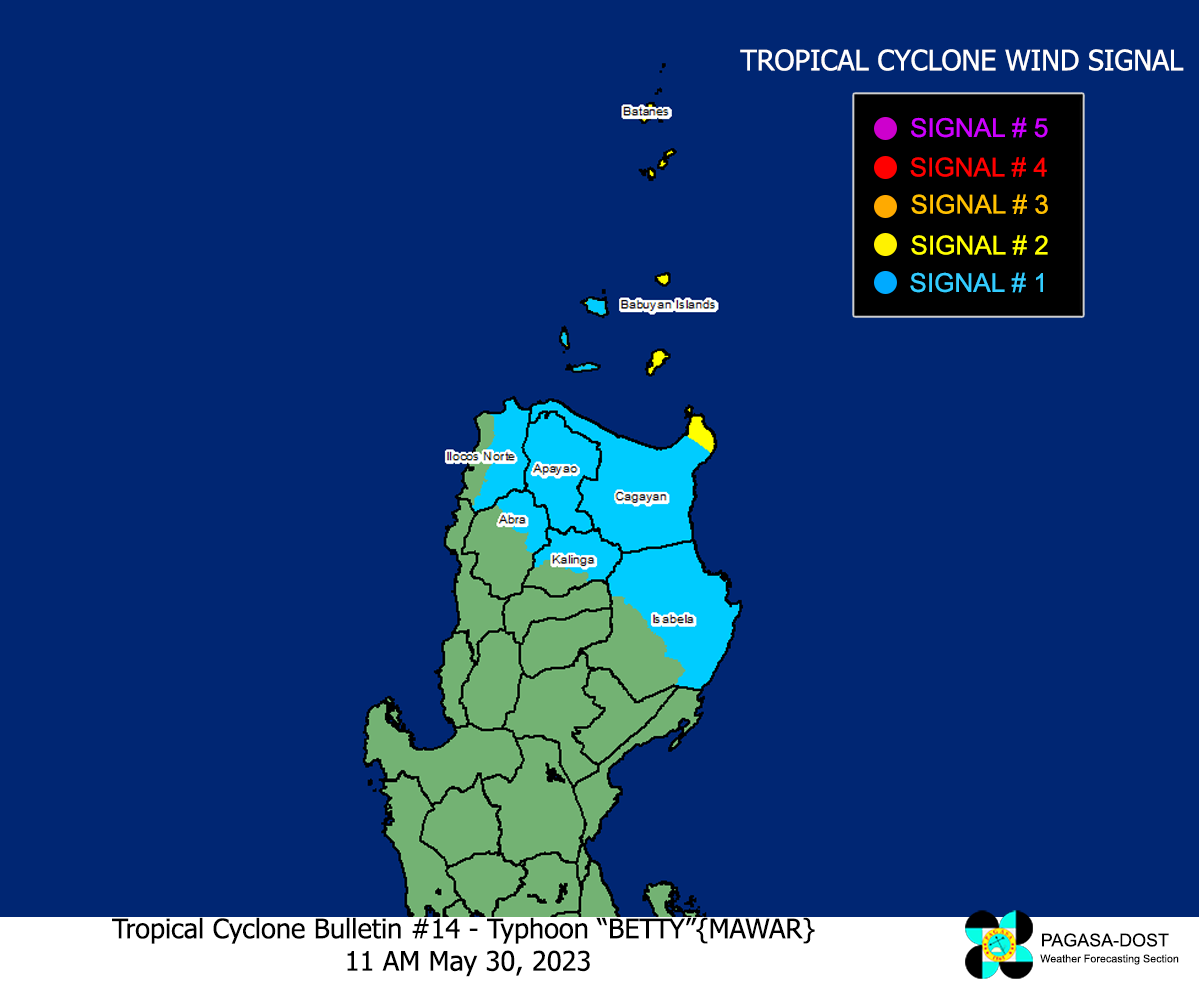 TROPICAL CYCLONE WIND SIGNAL
SIGNAL # 5
SIGNAL # 4
SIGNAL # 3
SIGNAL # 2
SIGNAL # 1
Batanes
Babuyan Islands
Ilocos Norte
Apayao
Cagayan
Abra
Kalinga
Isabela
Tropical Cyclone Bulletin #14 - Typhoon “BETTY”{MAWAR}
11 AM May 30, 2023
PAGASA-DOST
Weather Forecasting Section